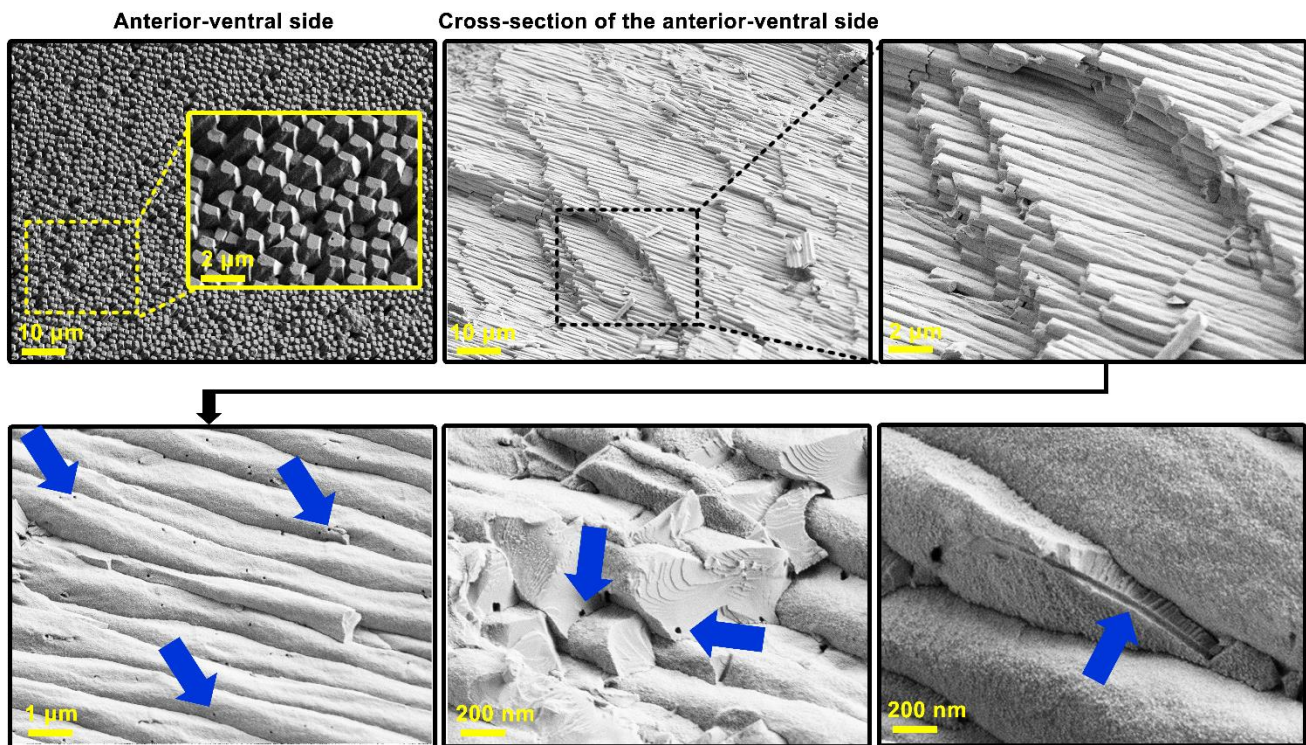 Anterior-ventral side
Cross-section of the anterior-ventral side
2 µm
10 µm
10 µm
2 µm
1 µm
200 nm
200 nm